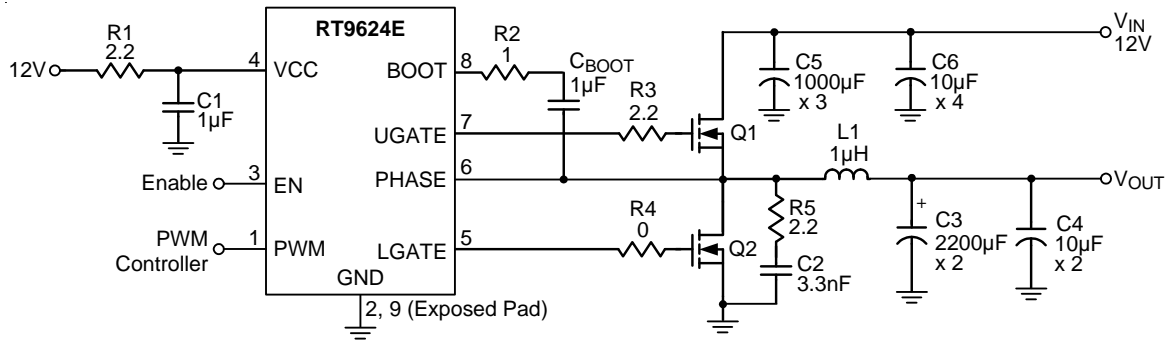 RT9624E
12V
R1
2.2
C1
1µF
4
VCC
3
EN
Enable
1
PWM
PWM
Controller
GND
2, 9 (Exposed Pad)
BOOT
8
R2
1
CBOOT
1µF
UGATE
7
R3
2.2
Q1
PHASE
6
LGATE
5
R4
0
Q2
R5
2.2
C2
3.3nF
L1
1µH
C5
1000µF
x 3
C6
10µF
x 4
VIN
12V
VOUT
+
C3
2200µF
x 2
C4
10µF
x 2